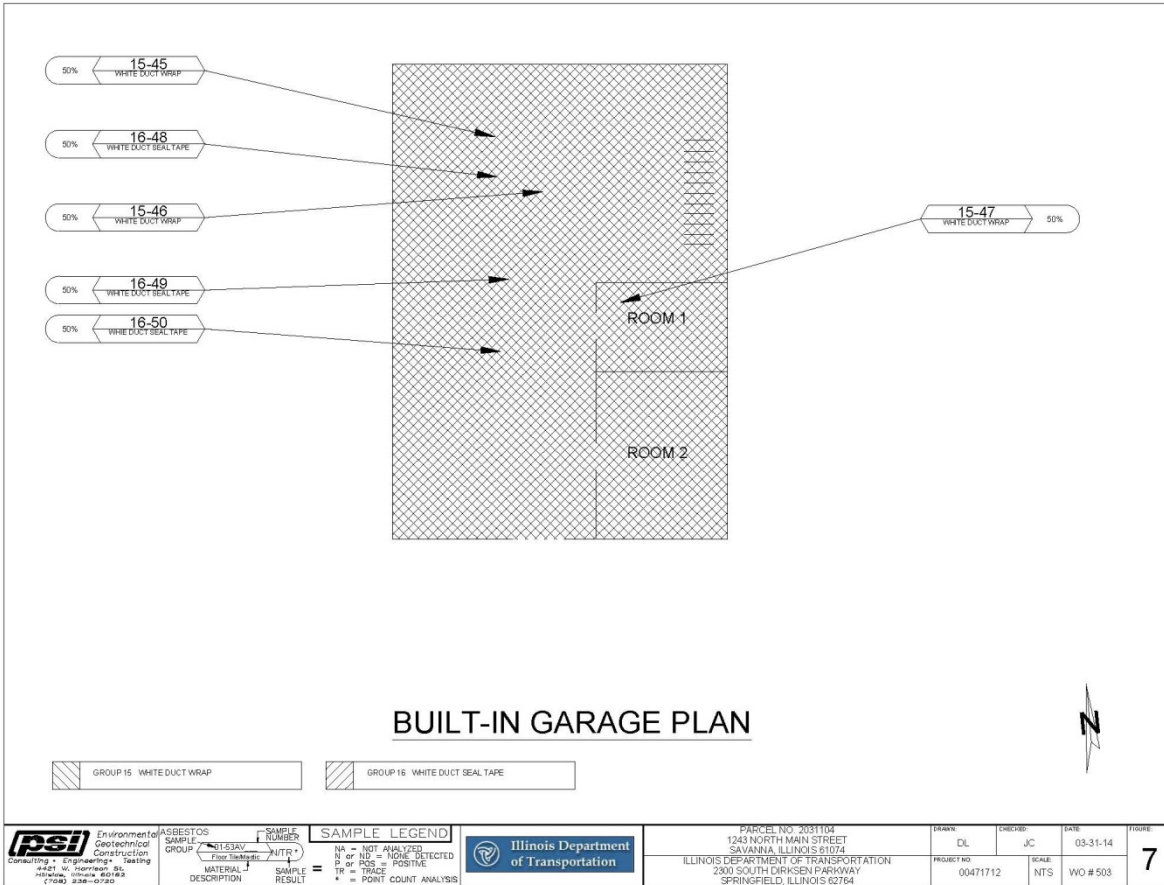 50%
15-45
WHITE DUCT WRAP
50%
16-48
WHITE DUCT SEAL TAPE
50%
15-46
WHITE DUCT WRAP
50%
16-49
WHITE DUCT SEAL TAPE
50%
16-50
WHIE DUCT SEAL TAPE
15-47
WHITE DUCT WRAP
50%
ROOM 1
ROOM 2
BUILT-IN GARAGE PLAN
N
GROUP 15 WHITE DUCT WRAP
GROUP 16 WHITE DUCT SEAL TAPE
psi
Environmental
Geotechnical
Construction
Consulting • Engineering • Testing
4421 W. Harrison St.
Hillside, Illinois 60162
(708) 236-0720
ASBESTOS
SAMPLE
GROUP
SAMPLE
NUMBER
01-53AV
Floor Tile/Mastic
N/TR *
MATERIAL
DESCRIPTION
SAMPLE
RESULT
=
SAMPLE LEGEND
NA = NOT ANALYZED
N or ND = NONE DETECTED
P or POS = POSITIVE
TR = TRACE
* = POINT COUNT ANALYSIS
Illinois Department
of Transportation
PARCEL NO. 2031104
1243 NORTH MAIN STREET
SAVANNA, ILLINOIS 61074
ILLINOIS DEPARTMENT OF TRANSPORTATION
2300 SOUTH DIRKSEN PARKWAY
SPRINGFIELD, ILLINOIS 62764
DRAWN:
DL
CHECKED:
JC
DATE:
03-31-14
PROJECT NO:
00471712
SCALE:
NTS
WO # 503
FIGURE:
7